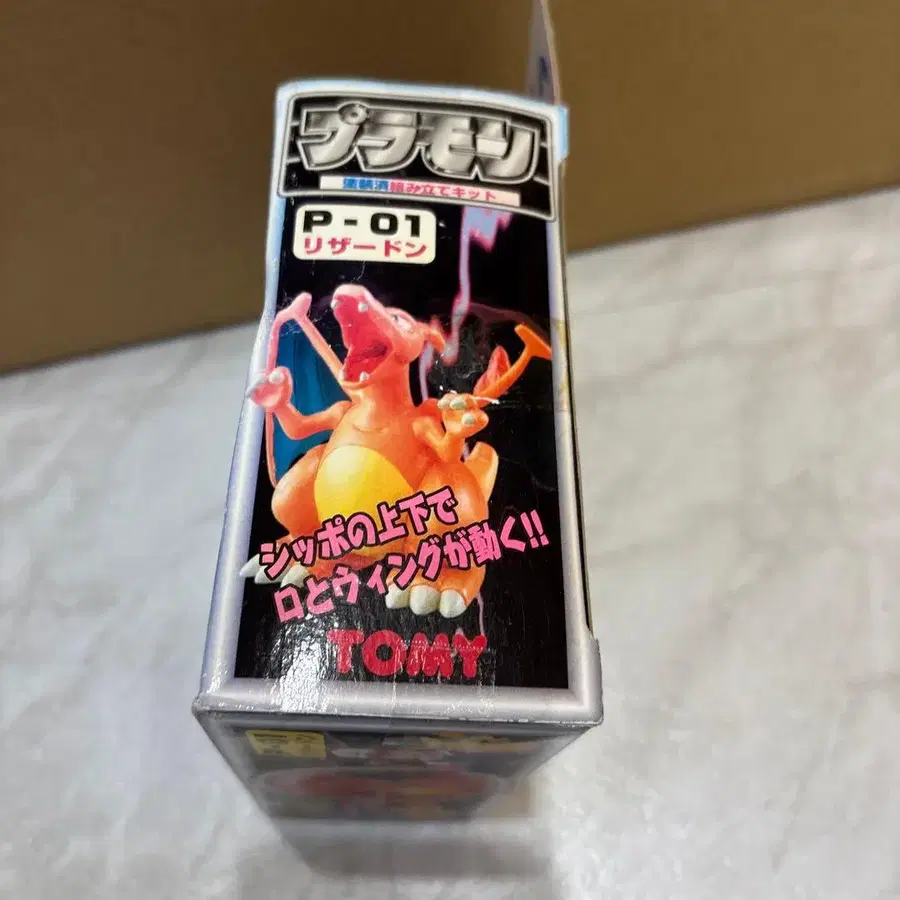 プラモン
塗装済組み立てキット
P-01
リザードン
シッポの上下で
口とウィングが動く!!
TOMY